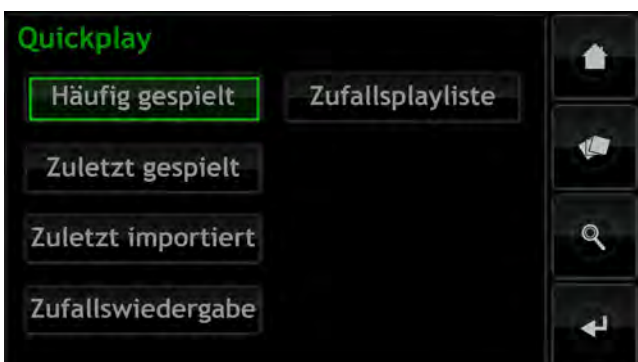 Quickplay
Häufig gespielt
Zufallsplayliste
Zuletzt gespielt
Zuletzt importiert
Zufallswiedergabe